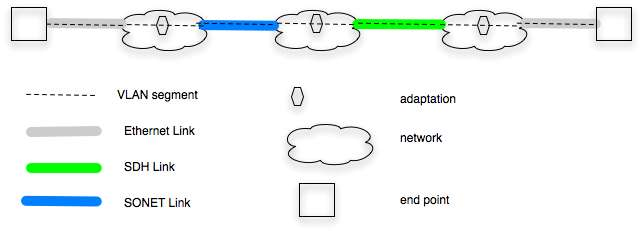 VLAN segment
adaptation
Ethernet Link
network
SDH Link
SONET Link
end point